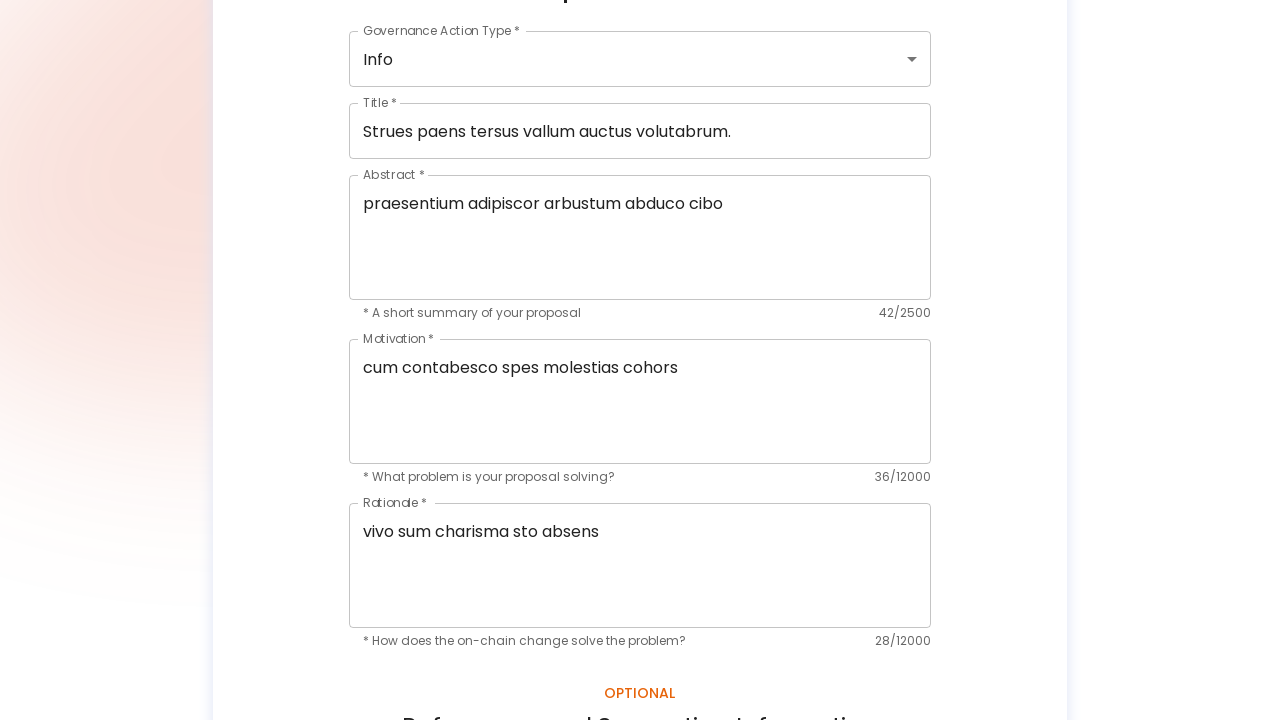 Governance Action Type *
Info
Title *
Strues paens tersus vallum auctus volutabrum.
Abstract *
praesentium adipiscor arbustum abduco cibo
* A short summary of your proposal 42/2500
Motivation *
cum contabesco spes molestias cohors
* What problem is your proposal solving? 36/12000
Rationale *
vivo sum charisma sto absens
* How does the on-chain change solve the problem? 28/12000
OPTIONAL